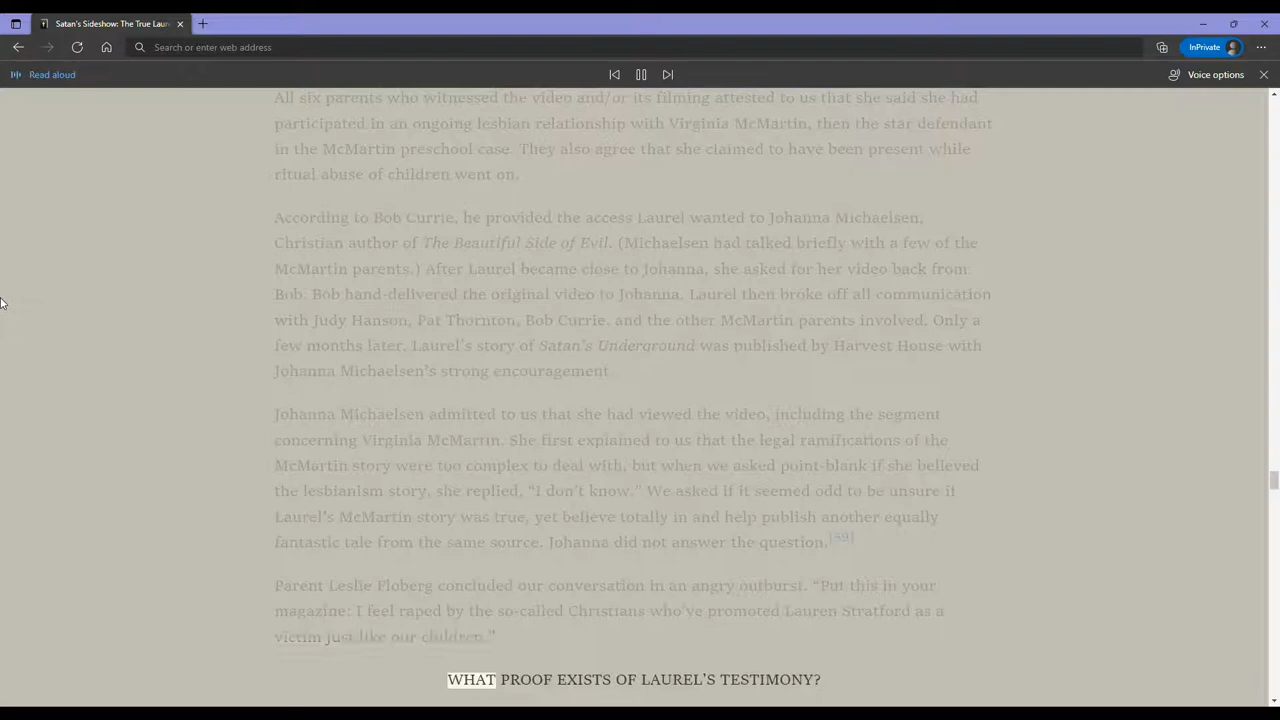 Satan's Sideshow: The True Laur
Search or enter web address
InPrivate
Read aloud
Voice options
All six parents who witnessed the video and/or its filming attested to us that she said she had
participated in an ongoing lesbian relationship with Virginia McMartin, then the star defendant
in the McMartin preschool case. They also agree that she claimed to have been present while
ritual abuse of children went on.
According to Bob Currie, he provided the access Laurel wanted to Johanna Michaelsen,
Christian author of The Beautiful Side of Evil. (Michaelsen had talked briefly with a few of the
McMartin parents.) After Laurel became close to Johanna, she asked for her video back from
Bob. Bob hand-delivered the original video to Johanna. Laurel then broke off all communication
with Judy Hanson, Pat Thornton, Bob Currie, and the other McMartin parents involved. Only a
few months later, Laurel's story of Satan's Underground was published by Harvest House with
Johanna Michaelsen's strong encouragement.
Johanna Michaelsen admitted to us that she had viewed the video, including the segment
concerning Virginia McMartin. She first explained to us that the legal ramifications of the
McMartin story were too complex to deal with, but when we asked point-blank if she believed
the lesbianism story, she replied, “I don't know.” We asked if it seemed odd to be unsure if
Laurel's McMartin story was true, yet believe totally in and help publish another equally
fantastic tale from the same source. Johanna did not answer the question.[59]
Parent Leslie Floberg concluded our conversation in an angry outburst. “Put this in your
magazine: I feel raped by the so-called Christians who've promoted Lauren Stratford as a
victim just like our children.”
WHAT PROOF EXISTS OF LAUREL'S TESTIMONY?